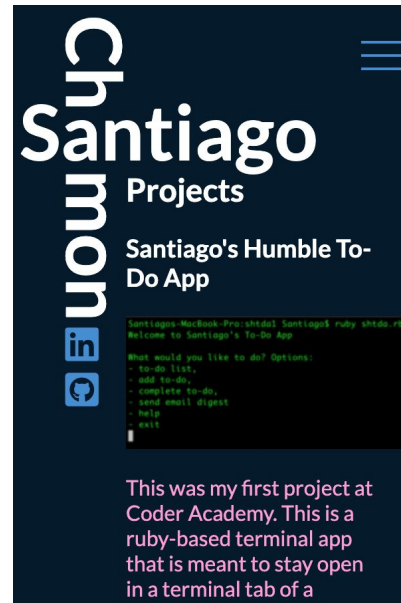 Chamon
Santiago
Projects
Santiago's Humble To-
Do App
Santiagos-MacBook-Pro:shtda1 Santiago$ ruby shtda.rb
Welcome to Santiago's To-Do App
What would you like to do? Options:
- to-do list,
- add to-do,
- complete to-do,
- send email digest
- help
- exit
in
This was my first project at
Coder Academy. This is a
ruby-based terminal app
that is meant to stay open
in a terminal tab of a